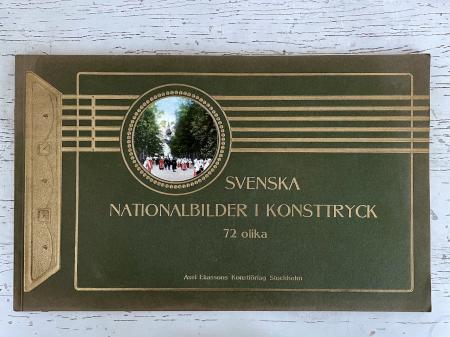 SVENSKA
NATIONALBILDER I KONSTTRYCK
72 olika
Axel Eliassons Konstförlag Stockholm